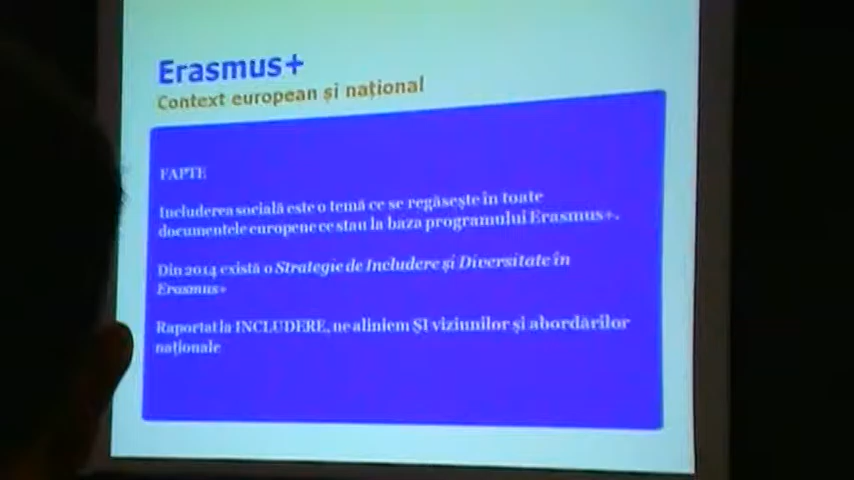 Erasmus+
Context european și național
FAPTE
Includerea socială este o temă ce se regăsește în toate
documentele europene ce stau la baza programului Erasmus+.
Din 2014 există o Strategie de Includere și Diversitate în
Erasmus+
Raportat la INCLUDERE, ne aliniem ȘI viziunilor și abordărilor
naționale